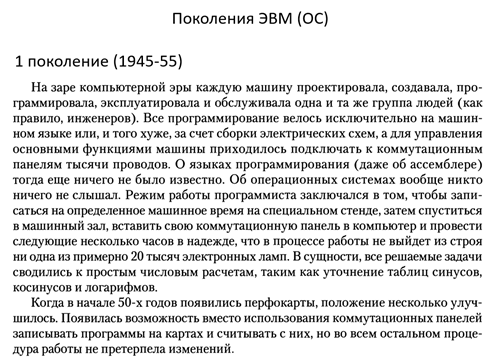 Поколения ЭВМ (ОС)
1 поколение (1945-55)
На заре компьютерной эры каждую машину проектировала, создавала, про-
граммировала, эксплуатировала и обслуживала одна и та же группа людей (как
правило, инженеров). Все программирование велось исключительно на машин-
ном языке или, и того хуже, за счет сборки электрических схем, а для управления
основными функциями машины приходилось подключать к коммутационным
панелям тысячи проводов. О языках программирования (даже об ассемблере)
тогда еще ничего не было известно. Об операционных системах вообще никто
ничего не слышал. Режим работы программиста заключался в том, чтобы запи-
саться на определенное машинное время на специальном стенде, затем спуститься
в машинный зал, вставить свою коммутационную панель в компьютер и провести
следующие несколько часов в надежде, что в процессе работы не выйдет из строя
ни одна из примерно 20 тысяч электронных ламп. В сущности, все решаемые задачи
сводились к простым числовым расчетам, таким как уточнение таблиц синусов,
косинусов и логарифмов.
Когда в начале 50-х годов появились перфокарты, положение несколько улуч-
шилось. Появилась возможность вместо использования коммутационных панелей
записывать программы на картах и считывать с них, но во всем остальном проце-
дура работы не претерпела изменений.